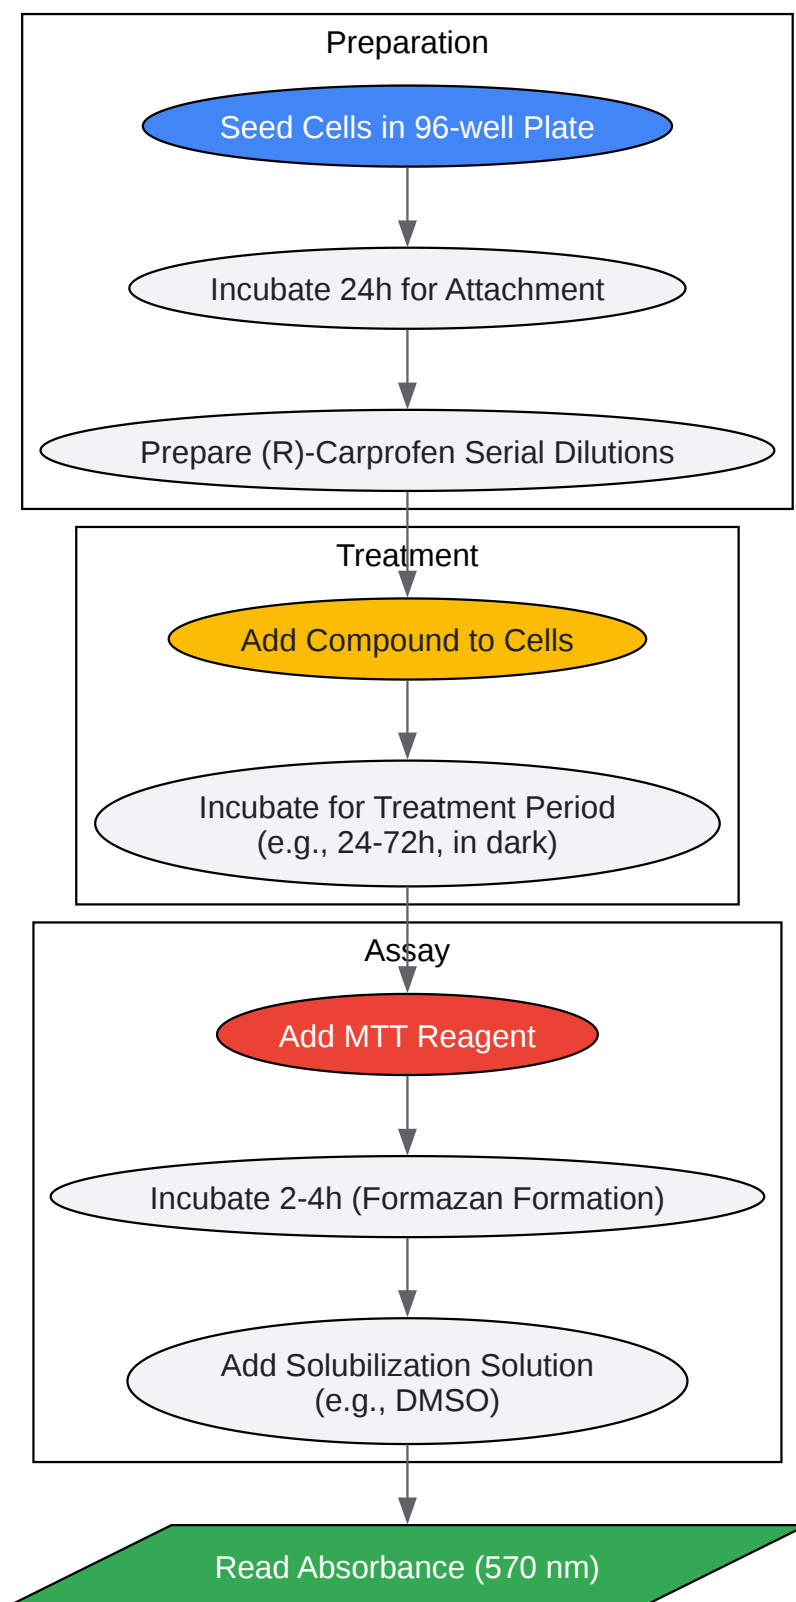 Preparation
Seed Cells in 96-well Plate
Incubate 24h for Attachment
Prepare (R)-Carprofen Serial Dilutions
Treatment
Add Compound to Cells
Incubate for Treatment Period
(e.g., 24-72h, in dark)
Assay
Add MTT Reagent
Incubate 2-4h (Formazan Formation)
Add Solubilization Solution
(e.g., DMSO)
Read Absorbance (570 nm)